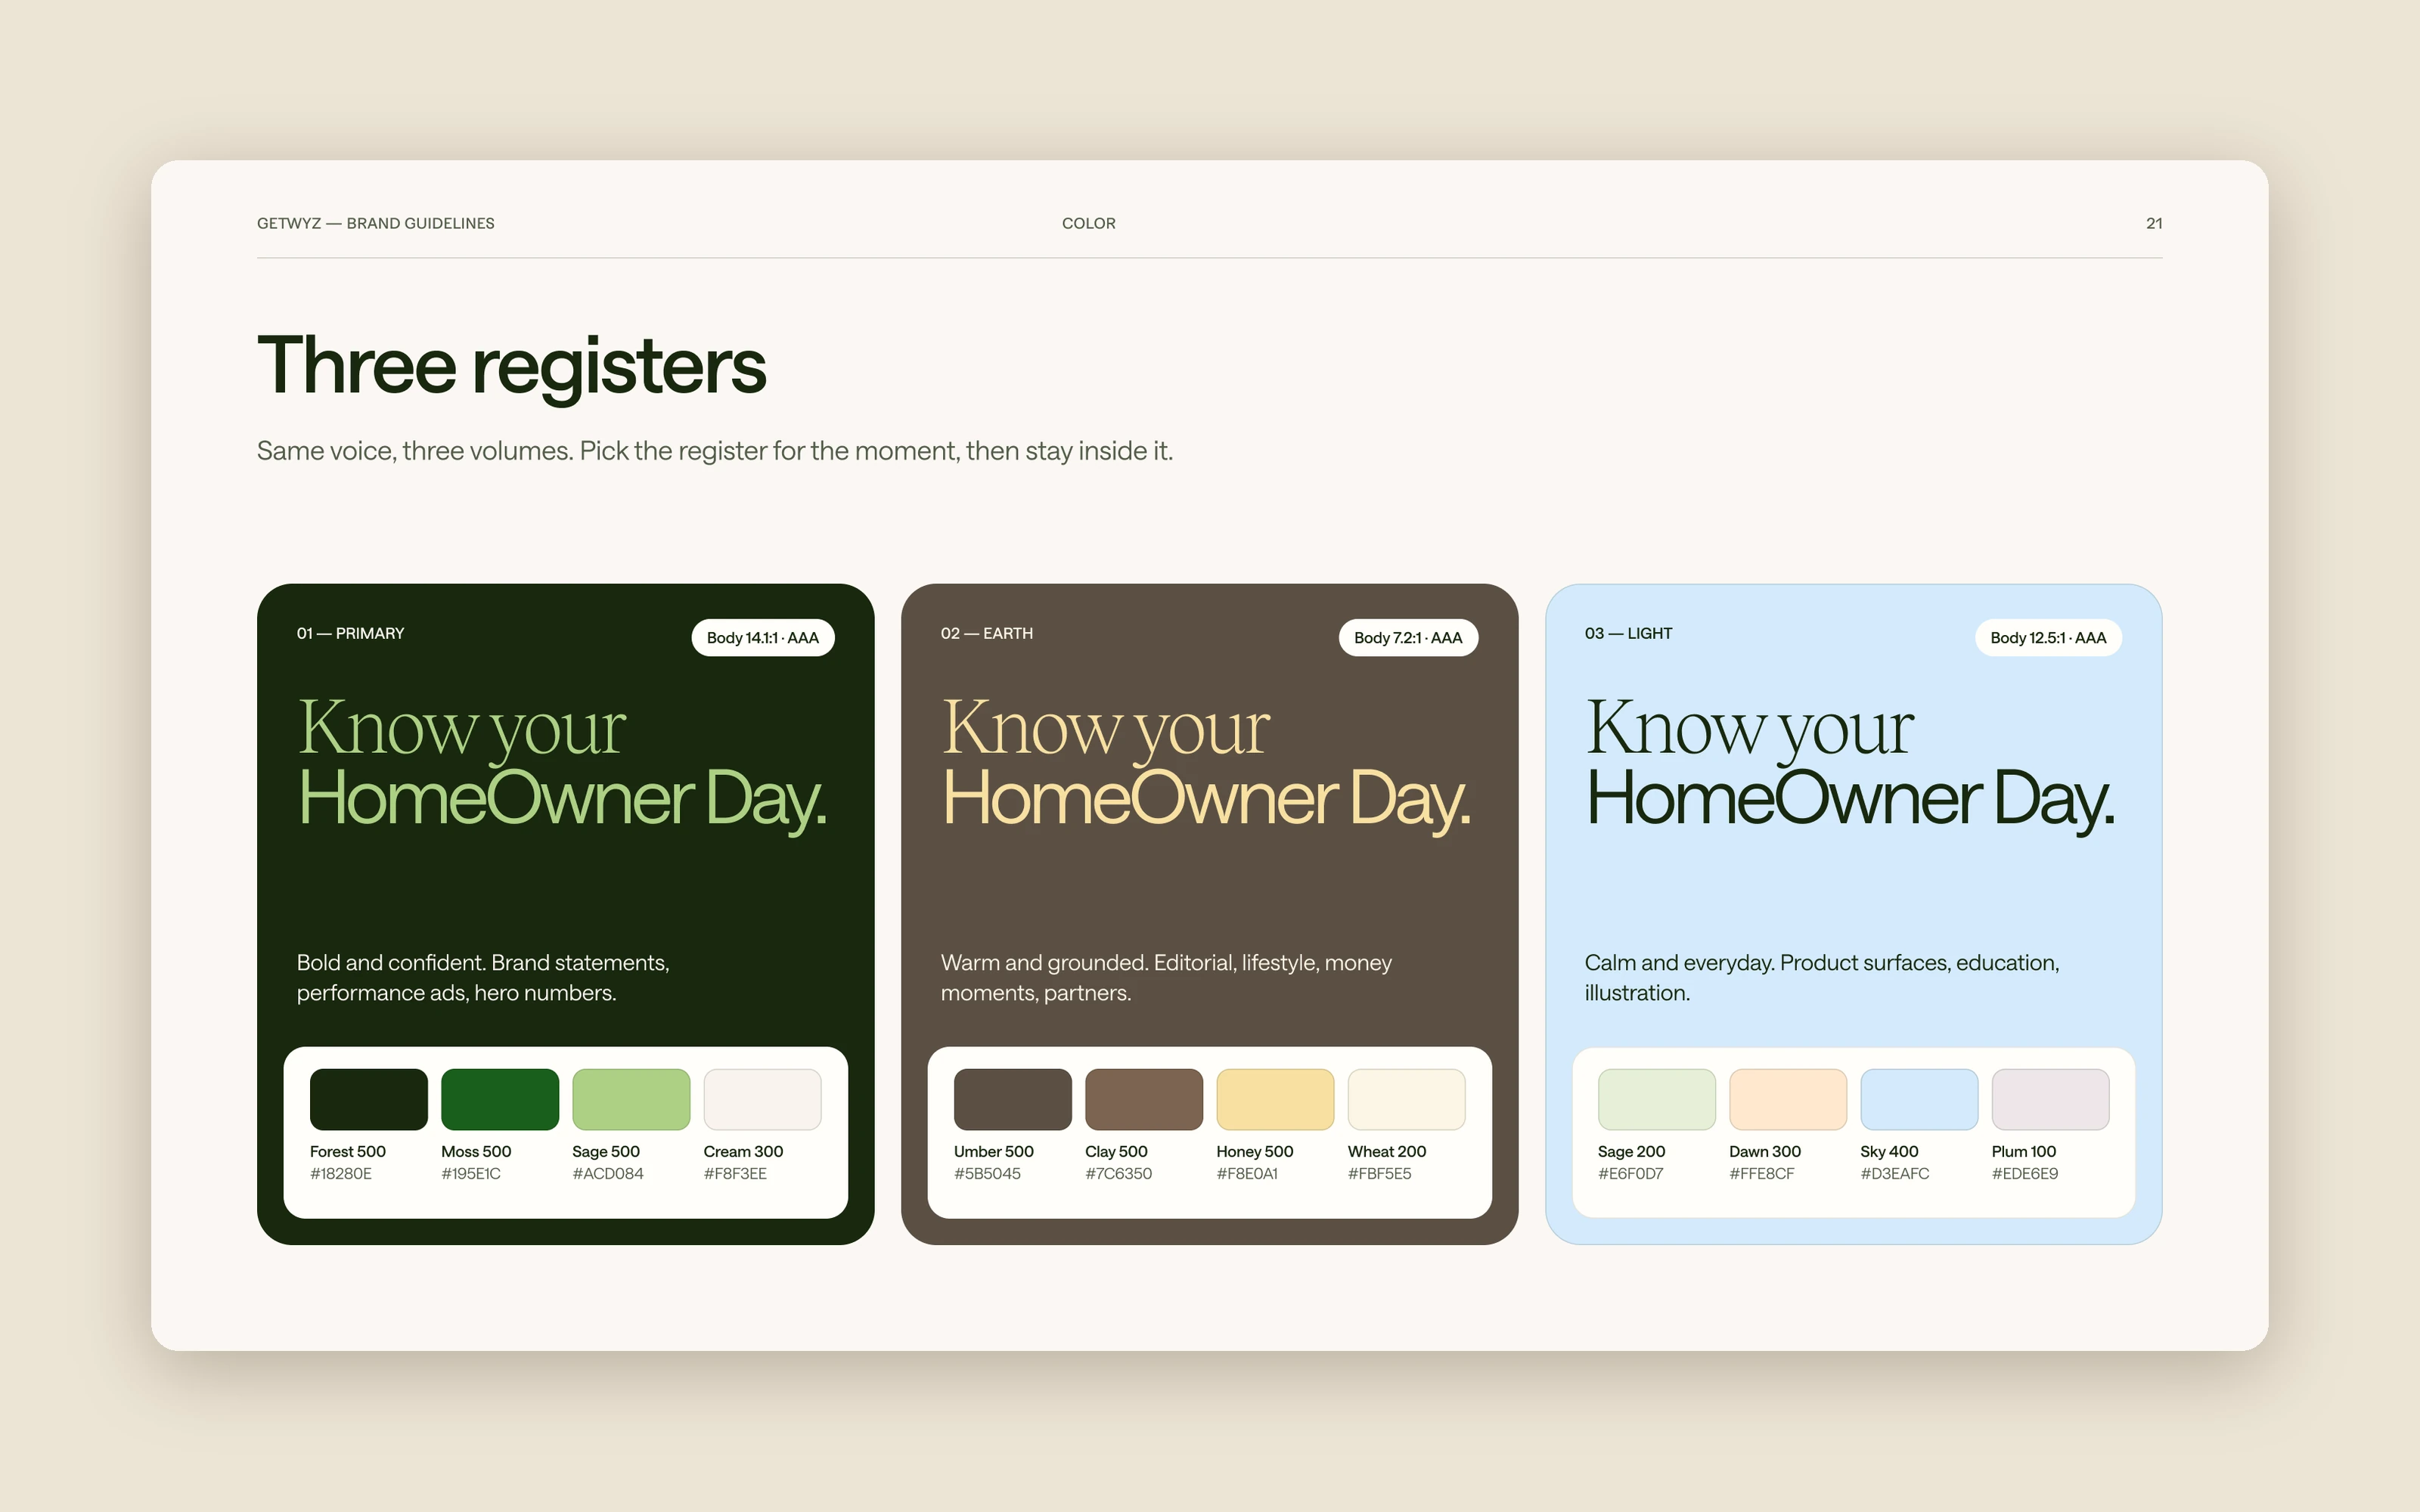 GETWYZ — BRAND GUIDELINES
COLOR
21
Three registers
Same voice, three volumes. Pick the register for the moment, then stay inside it.
01 — PRIMARY
Body 14.1:1 · AAA
Know your
HomeOwner Day.
Bold and confident. Brand statements,
performance ads, hero numbers.
Forest 500
Moss 500
Sage 500
Cream 300
#18280E
#195E1C
#ACD084
#F8F3EE
02 — EARTH
Body 7.2:1 · AAA
Know your
HomeOwner Day.
Warm and grounded. Editorial, lifestyle, money
moments, partners.
Umber 500
Clay 500
Honey 500
Wheat 200
#5B5045
#7C6350
#F8E0A1
#FBF5E5
03 — LIGHT
Body 12.5:1 · AAA
Know your
HomeOwner Day.
Calm and everyday. Product surfaces, education,
illustration.
Sage 200
Dawn 300
Sky 400
Plum 100
#E6F0D7
#FFE8CF
#D3EAFC
#EDE6E9